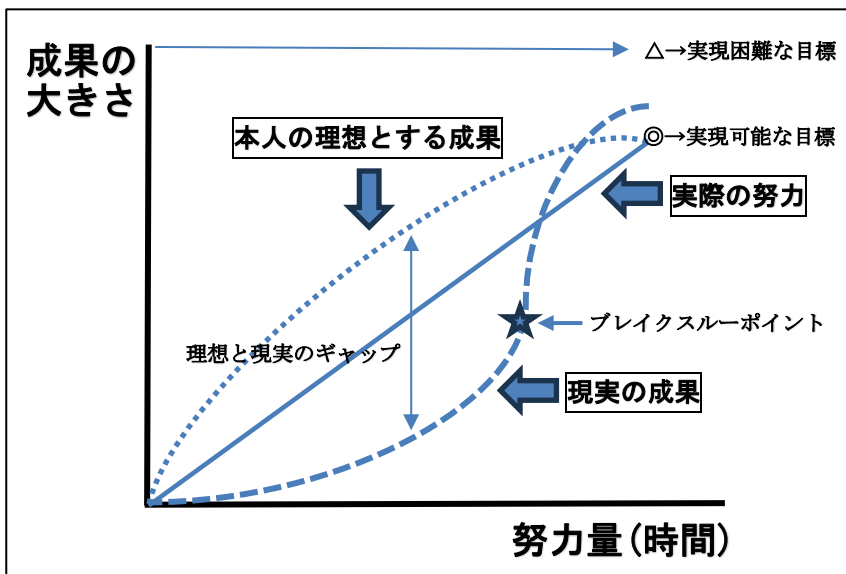 成果の
大きさ
△→実現困難な目標
本人の理想とする成果
◎→実現可能な目標
実際の努力
ブレイクスルーポイント
理想と現実のギャップ
現実の成果
努力量(時間)